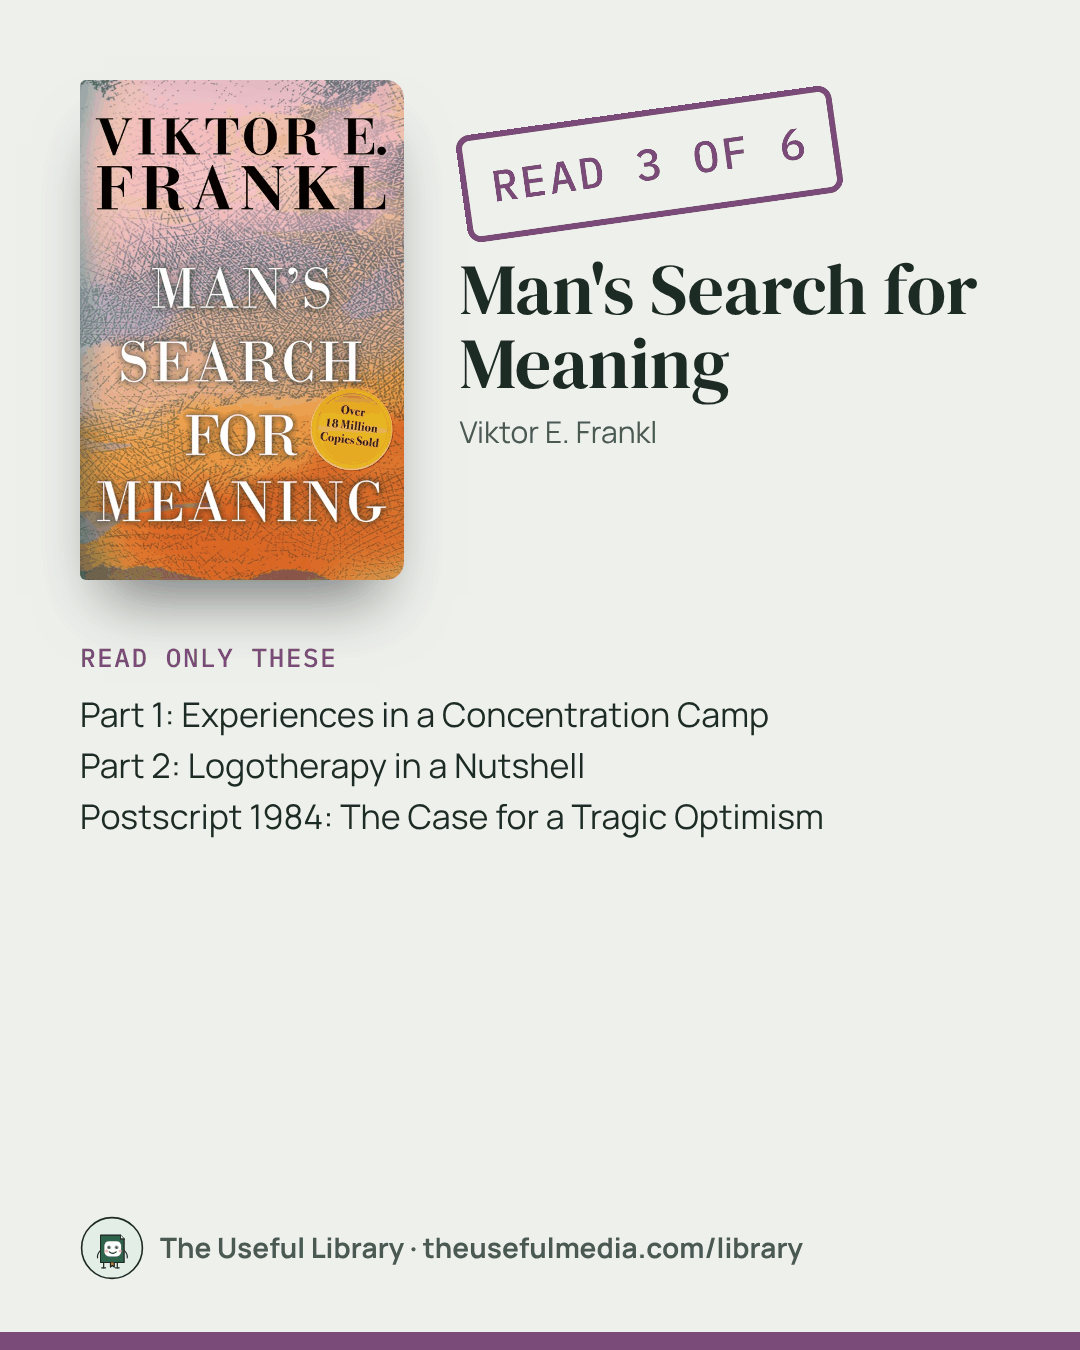 VIKTOR E.
FRANKL
MAN’S
SEARCH
FOR
MEANING
Over
18 Million
Copies Sold
READ 3 OF 6
Man's Search for
Meaning
Viktor E. Frankl
READ ONLY THESE
Part 1: Experiences in a Concentration Camp
Part 2: Logotherapy in a Nutshell
Postscript 1984: The Case for a Tragic Optimism
The Useful Library · theusefulmedia.com/library